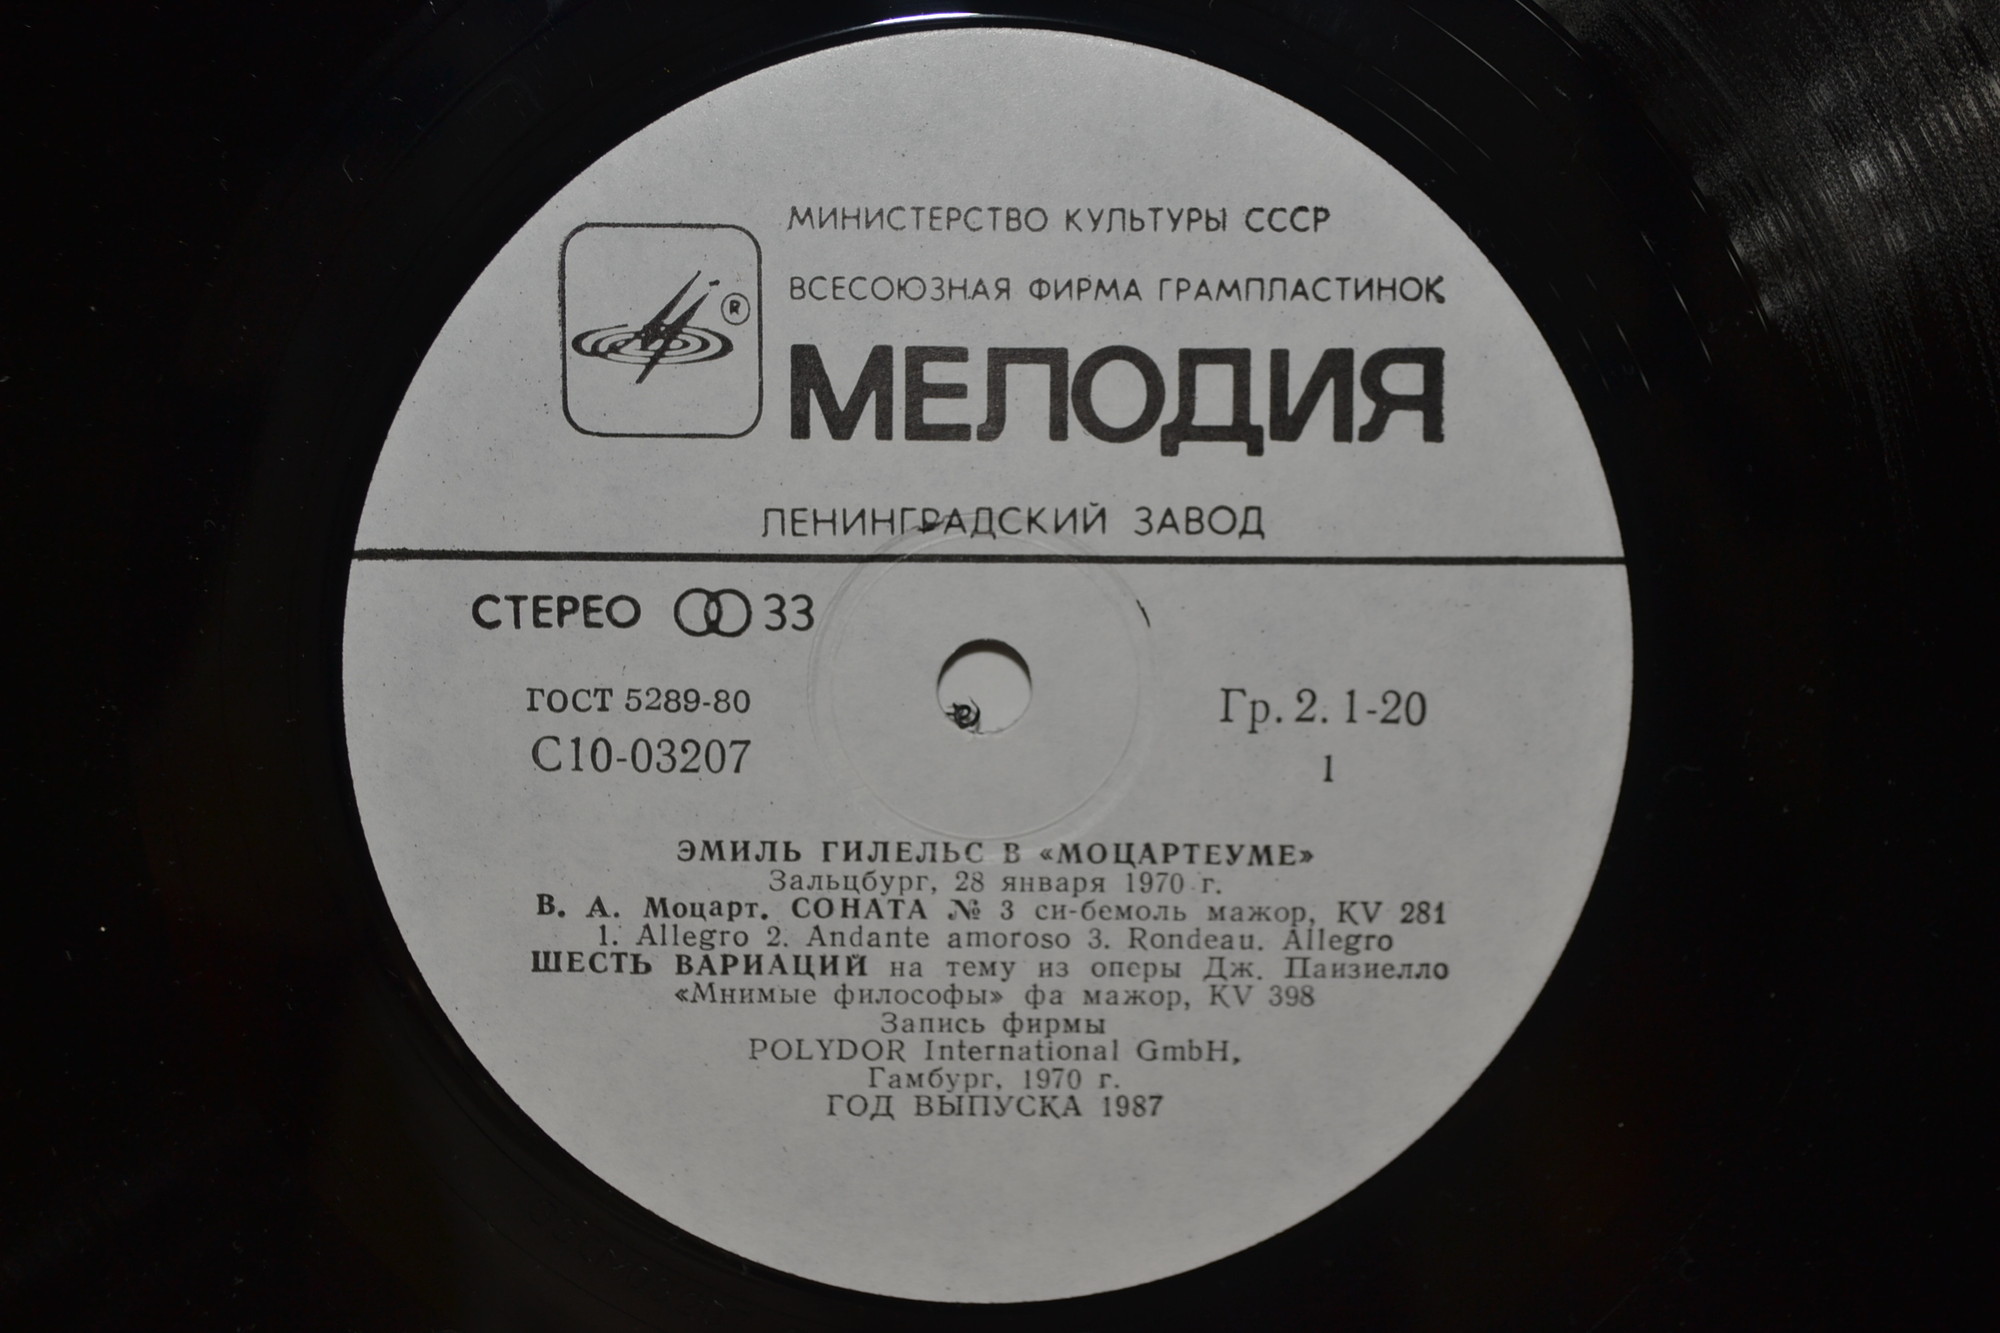 МИНИСТЕРСТВО КУЛЬТУРЫ СССР
ВСЕСОЮЗНАЯ ФИРМА ГРАМПЛАСТИНОК
®
МЕЛОДИЯ
ЛЕНИНГРАДСКИЙ ЗАВОД
СТЕРЕО 33
ГОСТ 5289-80
Гр. 2. 1-20
С10-03207
1
ЭМИЛЬ ГИЛЕЛЬС В «МОЦАРТЕУМЕ»
Зальцбург, 28 января 1970 г.
В. А. Моцарт. СОНАТА № 3 си-бемоль мажор, KV 281
1. Allegro 2. Andante amoroso 3. Rondeau. Allegro
ШЕСТЬ ВАРИАЦИЙ на тему из оперы Дж. Паизиелло
«Мнимые философы» фа мажор, KV 398
Запись фирмы
POLYDOR International GmbH,
Гамбург, 1970 г.
ГОД ВЫПУСКА 1987